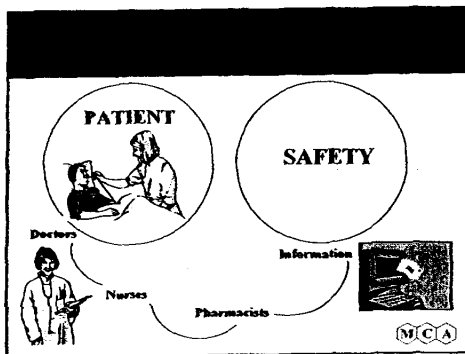 PATIENT
SAFETY
Doctors
Information
Nurses
Pharmacists
MCA